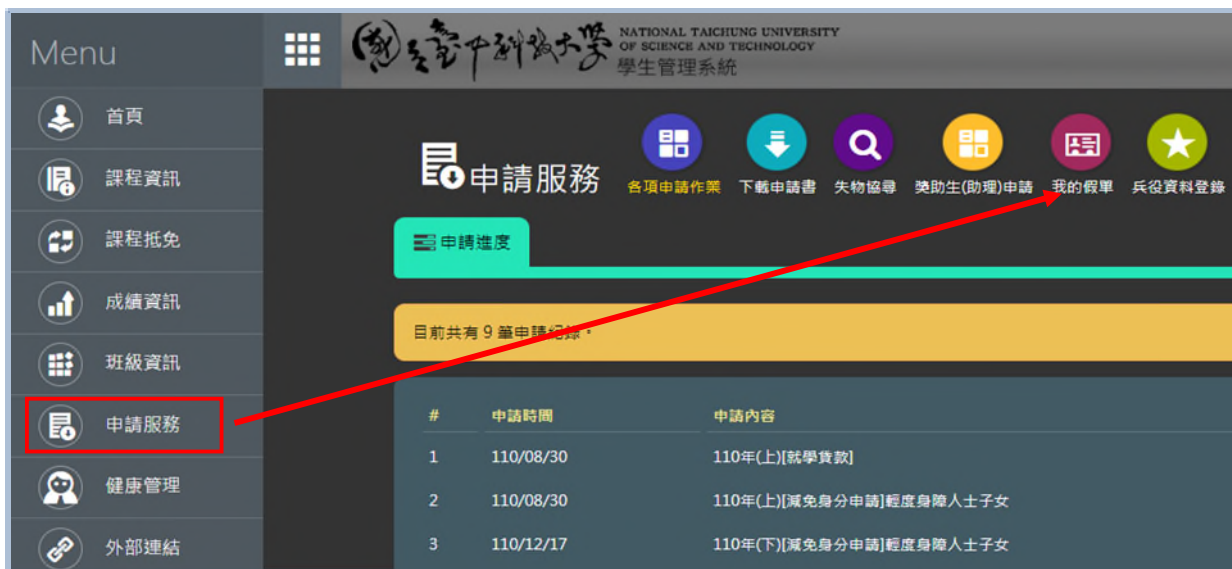 Menu
國立臺中科技大學
NATIONAL TAICHUNG UNIVERSITY
OF SCIENCE AND TECHNOLOGY
學生管理系統
首頁
課程資訊
課程抵免
成績資訊
班級資訊
申請服務
健康管理
外部連結
申請服務
各項申請作業
下載申請書
失物協尋
獎助生(助理)申請
我的假單
兵役資料登錄
申請進度
目前共有 9 筆申請紀錄。
# 申請時間 申請內容
1 110/08/30 110年(上)[就學貸款]
2 110/08/30 110年(上)[減免身分申請]輕度身障人士子女
3 110/12/17 110年(下)[減免身分申請]輕度身障人士子女